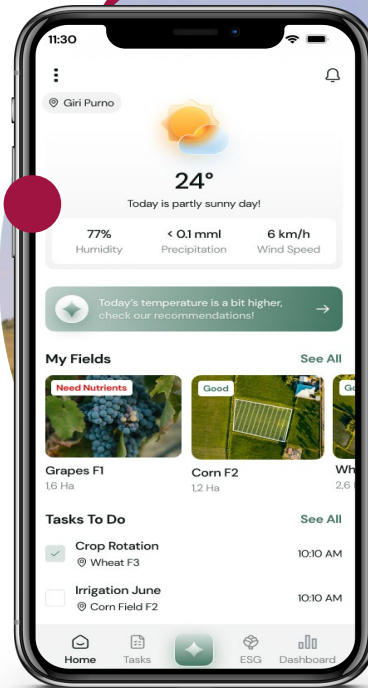 11:30
Giri Purno
24°
Today is partly sunny day!
77% < 0.1 mml 6 km/h
Humidity Precipitation Wind Speed
Today's temperature is a bit higher,
check our recommendations!
My Fields See All
Need Nutrients Good
Grapes F1 Corn F2
1,6 Ha 1,2 Ha 2,6
Tasks To Do See All
Crop Rotation
Wheat F3
10:10 AM
Irrigation June
Corn Field F2
10:10 AM
Home Tasks ESG Dashboard